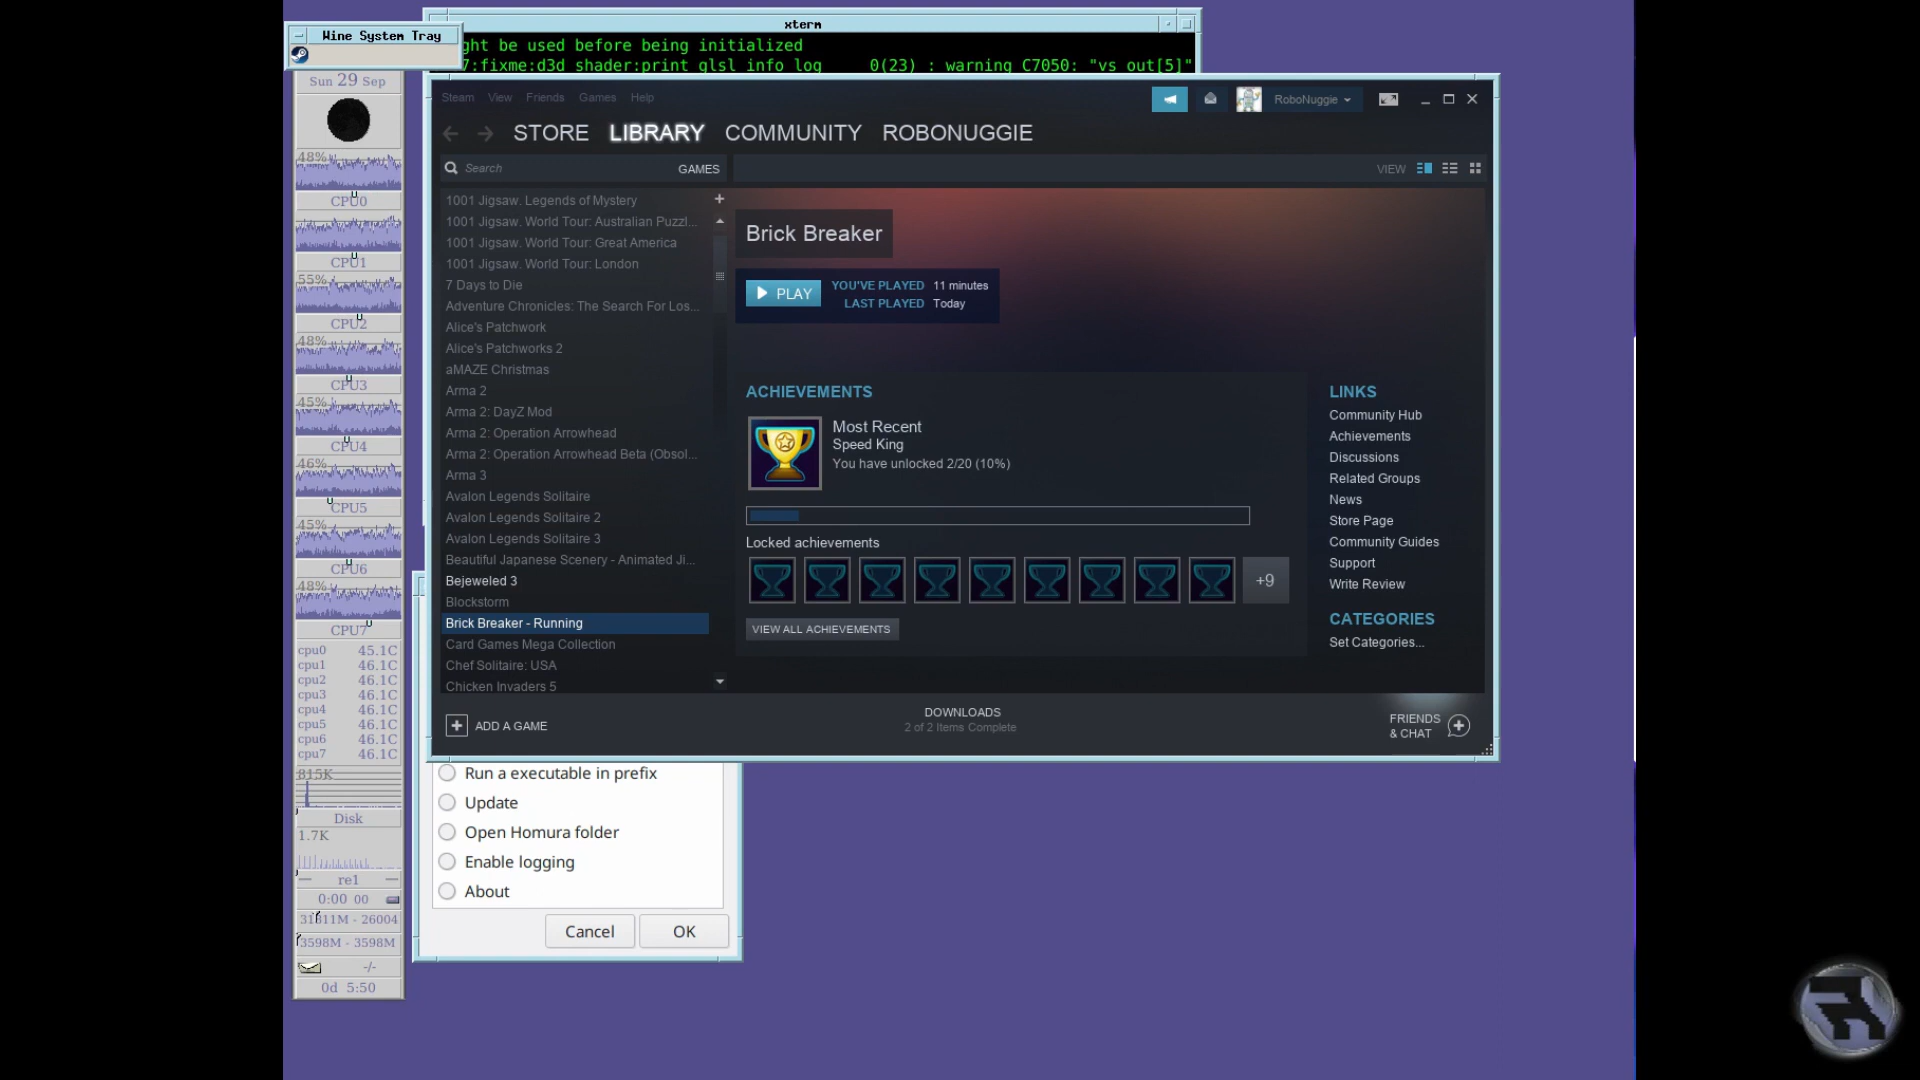 xterm
Wine System Tray
ght be used before being initialized
7:fixme:d3d_shader:print_glsl_info_log     0(23) : warning C7050: "vs_out[5]"
Sun 29 Sep
48%
CPU0
CPU1
55%
CPU2
48%
CPU3
45%
CPU4
46%
CPU5
45%
CPU6
48%
CPU7
cpu0 45.1C
cpu1 46.1C
cpu2 46.1C
cpu3 46.1C
cpu4 46.1C
cpu5 46.1C
cpu6 46.1C
cpu7 46.1C
815K
Disk
1.7K
re1
0:00 00
31811M - 26004
3598M - 3598M
-/-
0d 5:50
Steam View Friends Games Help
RoboNuggie
STORE LIBRARY COMMUNITY ROBONUGGIE
Search GAMES
VIEW
1001 Jigsaw. Legends of Mystery
1001 Jigsaw. World Tour: Australian Puzzl...
1001 Jigsaw. World Tour: Great America
1001 Jigsaw. World Tour: London
7 Days to Die
Adventure Chronicles: The Search For Los...
Alice's Patchwork
Alice's Patchworks 2
aMAZE Christmas
Arma 2
Arma 2: DayZ Mod
Arma 2: Operation Arrowhead
Arma 2: Operation Arrowhead Beta (Obsol...
Arma 3
Avalon Legends Solitaire
Avalon Legends Solitaire 2
Avalon Legends Solitaire 3
Beautiful Japanese Scenery - Animated Ji...
Bejeweled 3
Blockstorm
Brick Breaker - Running
Card Games Mega Collection
Chef Solitaire: USA
Chicken Invaders 5
Brick Breaker
PLAY
YOU'VE PLAYED 11 minutes
LAST PLAYED Today
ACHIEVEMENTS
Most Recent
Speed King
You have unlocked 2/20 (10%)
Locked achievements
+9
VIEW ALL ACHIEVEMENTS
LINKS
Community Hub
Achievements
Discussions
Related Groups
News
Store Page
Community Guides
Support
Write Review
CATEGORIES
Set Categories...
ADD A GAME
DOWNLOADS
2 of 2 Items Complete
FRIENDS
& CHAT
Run a executable in prefix
Update
Open Homura folder
Enable logging
About
Cancel OK